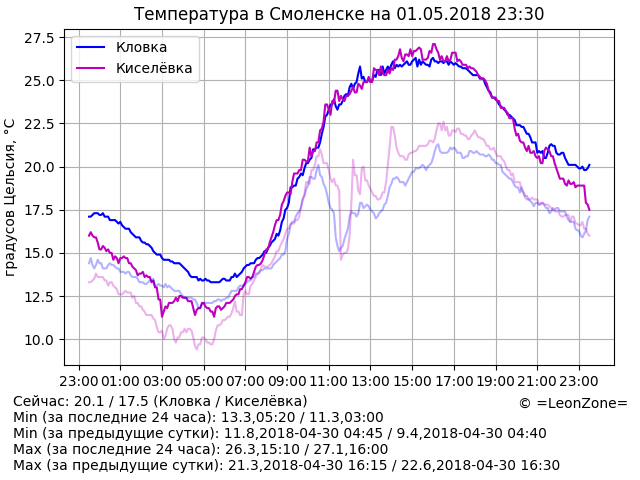 Температура в Смоленске на 01.05.2018 23:30
Кловка
Киселёвка
градусов Цельсия, °C
27.5
25.0
22.5
20.0
17.5
15.0
12.5
10.0
23:00 01:00 03:00 05:00 07:00 09:00 11:00 13:00 15:00 17:00 19:00 21:00 23:00
Сейчас: 20.1 / 17.5 (Кловка / Киселёвка)
© =LeonZone=
Min (за последние 24 часа): 13.3,05:20 / 11.3,03:00
Min (за предыдущие сутки): 11.8,2018-04-30 04:45 / 9.4,2018-04-30 04:40
Max (за последние 24 часа): 26.3,15:10 / 27.1,16:00
Max (за предыдущие сутки): 21.3,2018-04-30 16:15 / 22.6,2018-04-30 16:30